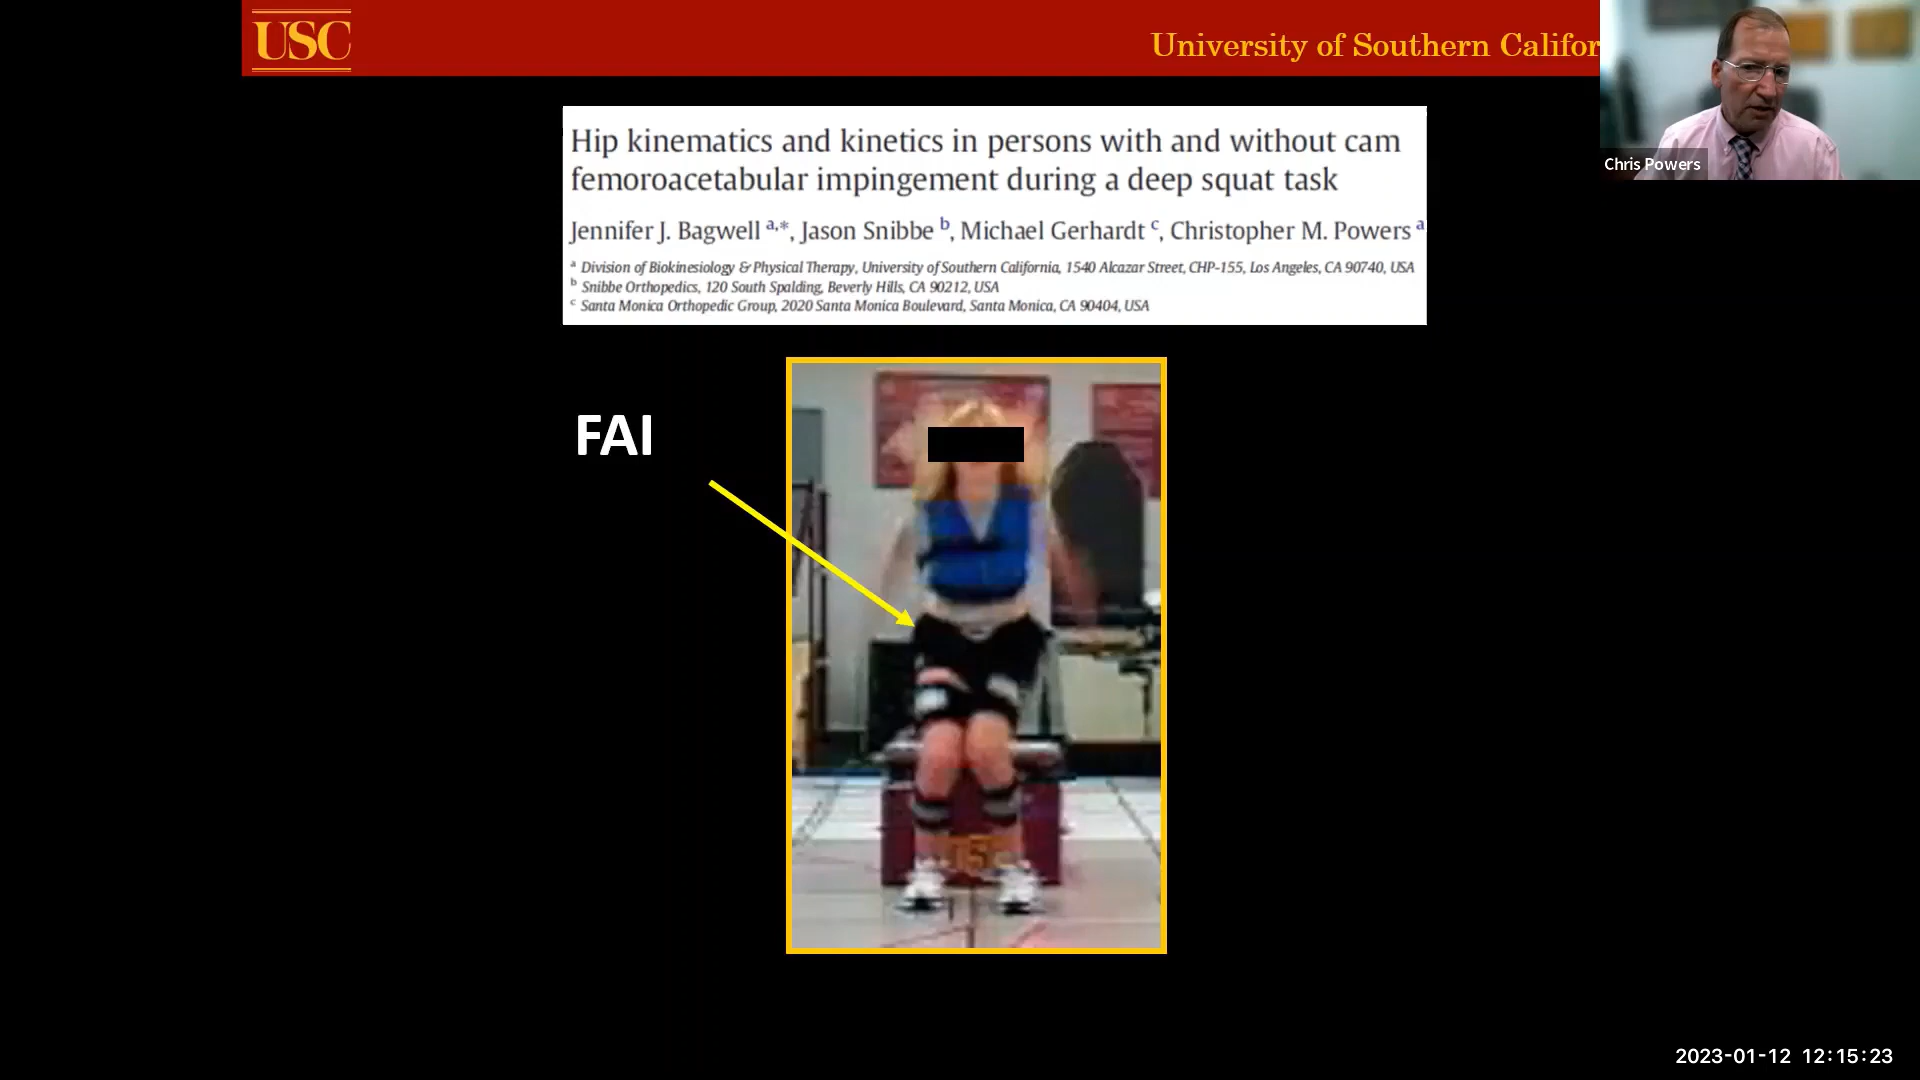 USC
University of Southern Califor
Chris Powers
Hip kinematics and kinetics in persons with and without cam
femoroacetabular impingement during a deep squat task
Jennifer J. Bagwell a,*, Jason Snibbe b, Michael Gerhardt c, Christopher M. Powers a
a Division of Biokinesiology & Physical Therapy, University of Southern California, 1540 Alcazar Street, CHP-155, Los Angeles, CA 90740, USA
b Snibbe Orthopedics, 120 South Spalding, Beverly Hills, CA 90212, USA
c Santa Monica Orthopedic Group, 2020 Santa Monica Boulevard, Santa Monica, CA 90404, USA
FAI
2023-01-12 12:15:23